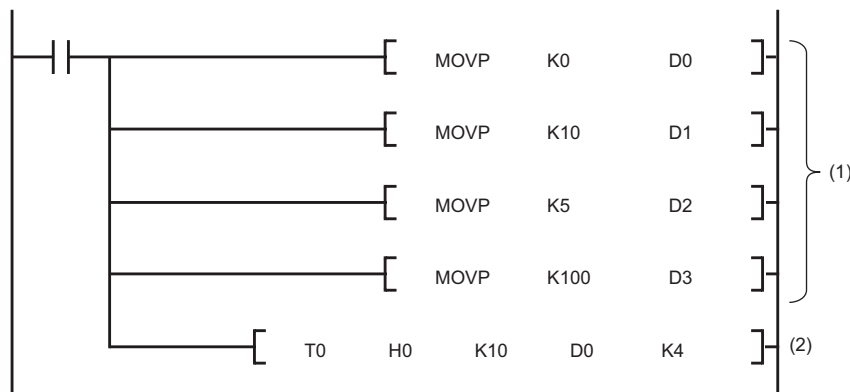 MOVP K0 D0
MOVP K10 D1
MOVP K5 D2
MOVP K100 D3
(1)
T0 H0 K10 D0 K4 (2)